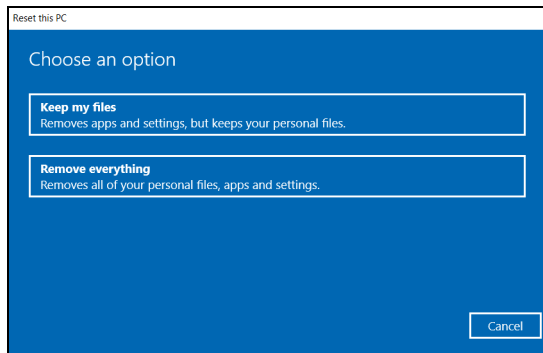 Reset this PC
Choose an option
Keep my files
Removes apps and settings, but keeps your personal files.
Remove everything
Removes all of your personal files, apps and settings.
Cancel